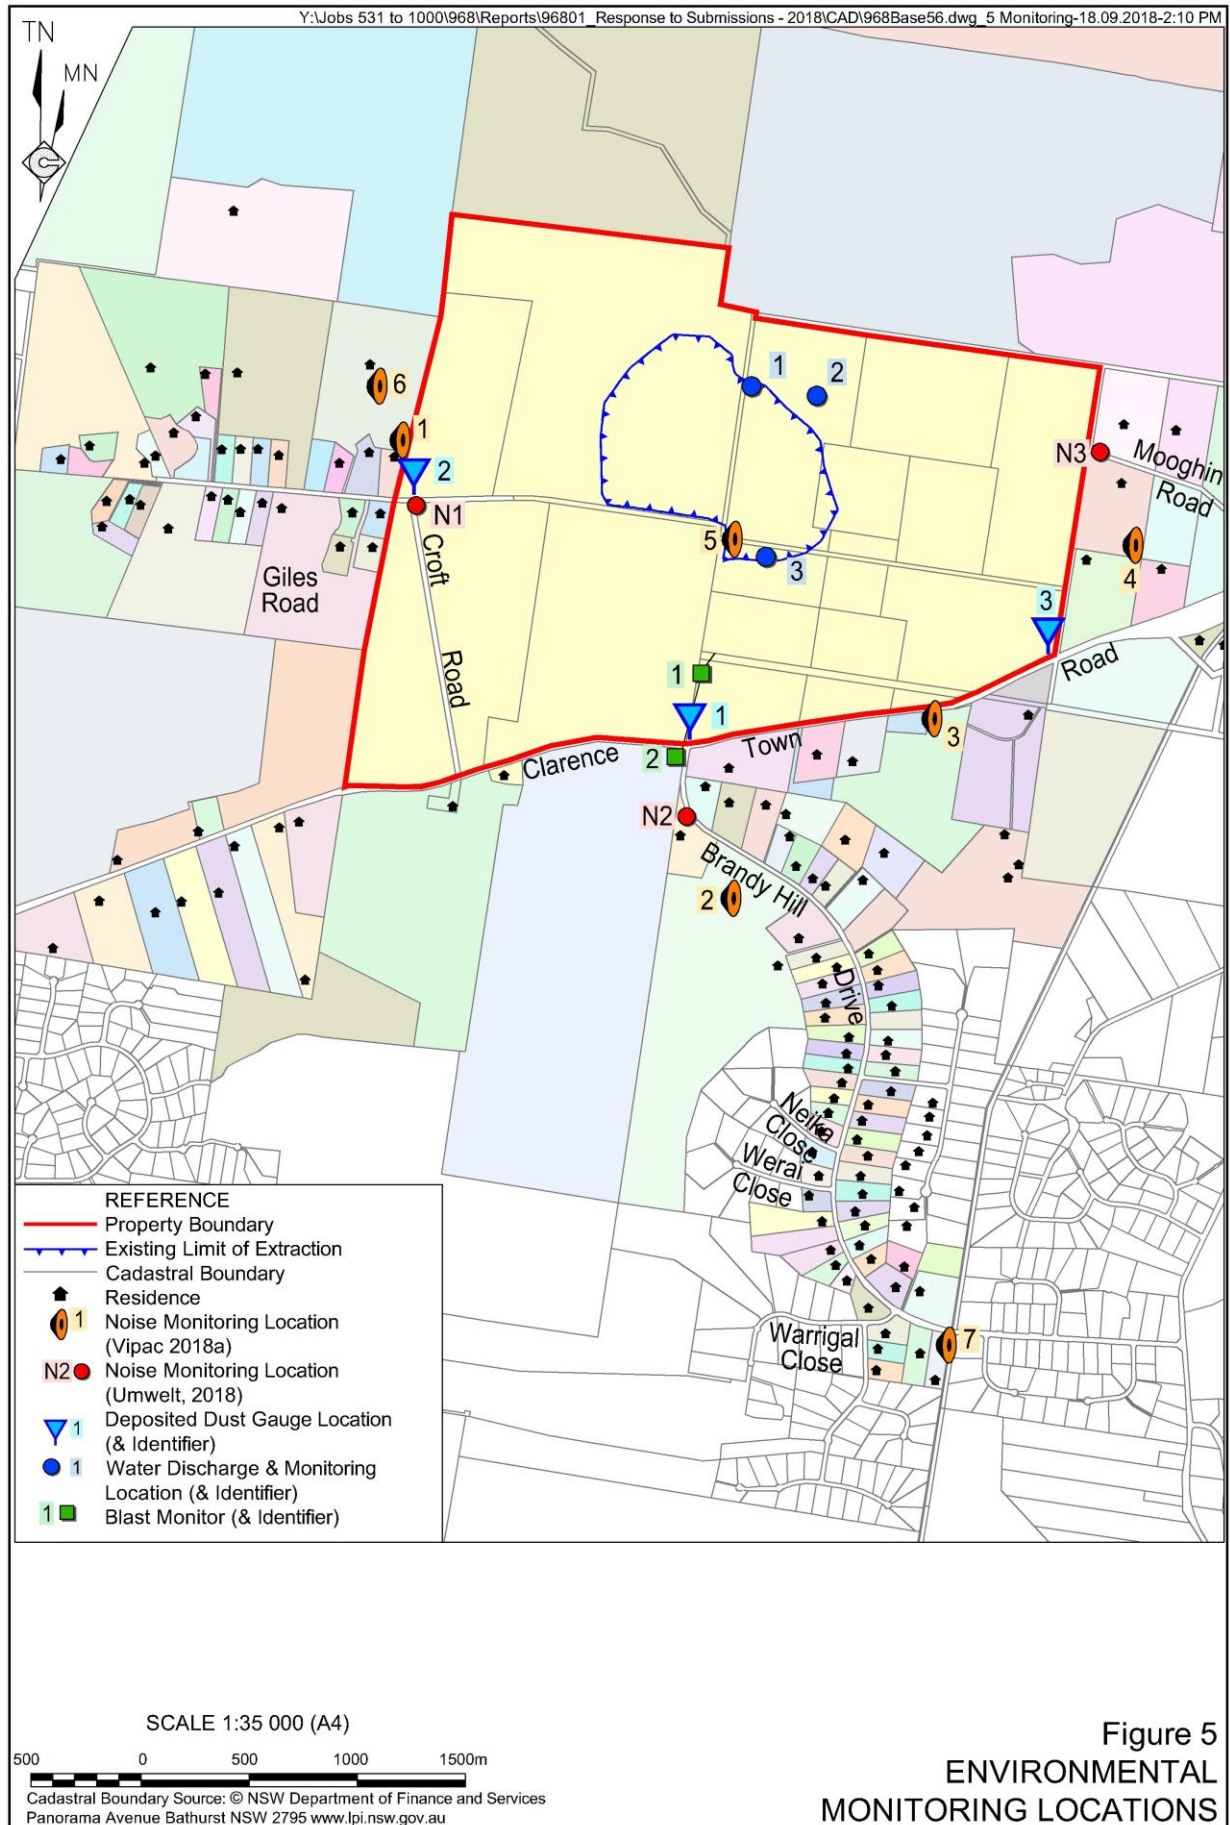 Y:\Jobs 531 to 1000\968\Reports\96801_Response to Submissions - 2018\CAD\968Base56.dwg_5 Monitoring-18.09.2018-2:10 PM
TN
MN
6
1
2
N1
1
2
N3
Mooghin
Road
5
3
4
Croft
Road
Giles
Road
3
Road
1
1
2
Town
3
Clarence
N2
Brandy Hill
2
Drive
Neika
Close
Werai
Close
Warrigal
Close
7
REFERENCE
Property Boundary
Existing Limit of Extraction
Cadastral Boundary
Residence
1 Noise Monitoring Location
(Vipac 2018a)
N2 Noise Monitoring Location
(Umwelt, 2018)
1 Deposited Dust Gauge Location
(& Identifier)
1 Water Discharge & Monitoring
Location (& Identifier)
1 Blast Monitor (& Identifier)
SCALE 1:35 000 (A4)
500 0 500 1000 1500m
Cadastral Boundary Source: © NSW Department of Finance and Services
Panorama Avenue Bathurst NSW 2795 www.lpi.nsw.gov.au
Figure 5
ENVIRONMENTAL
MONITORING LOCATIONS